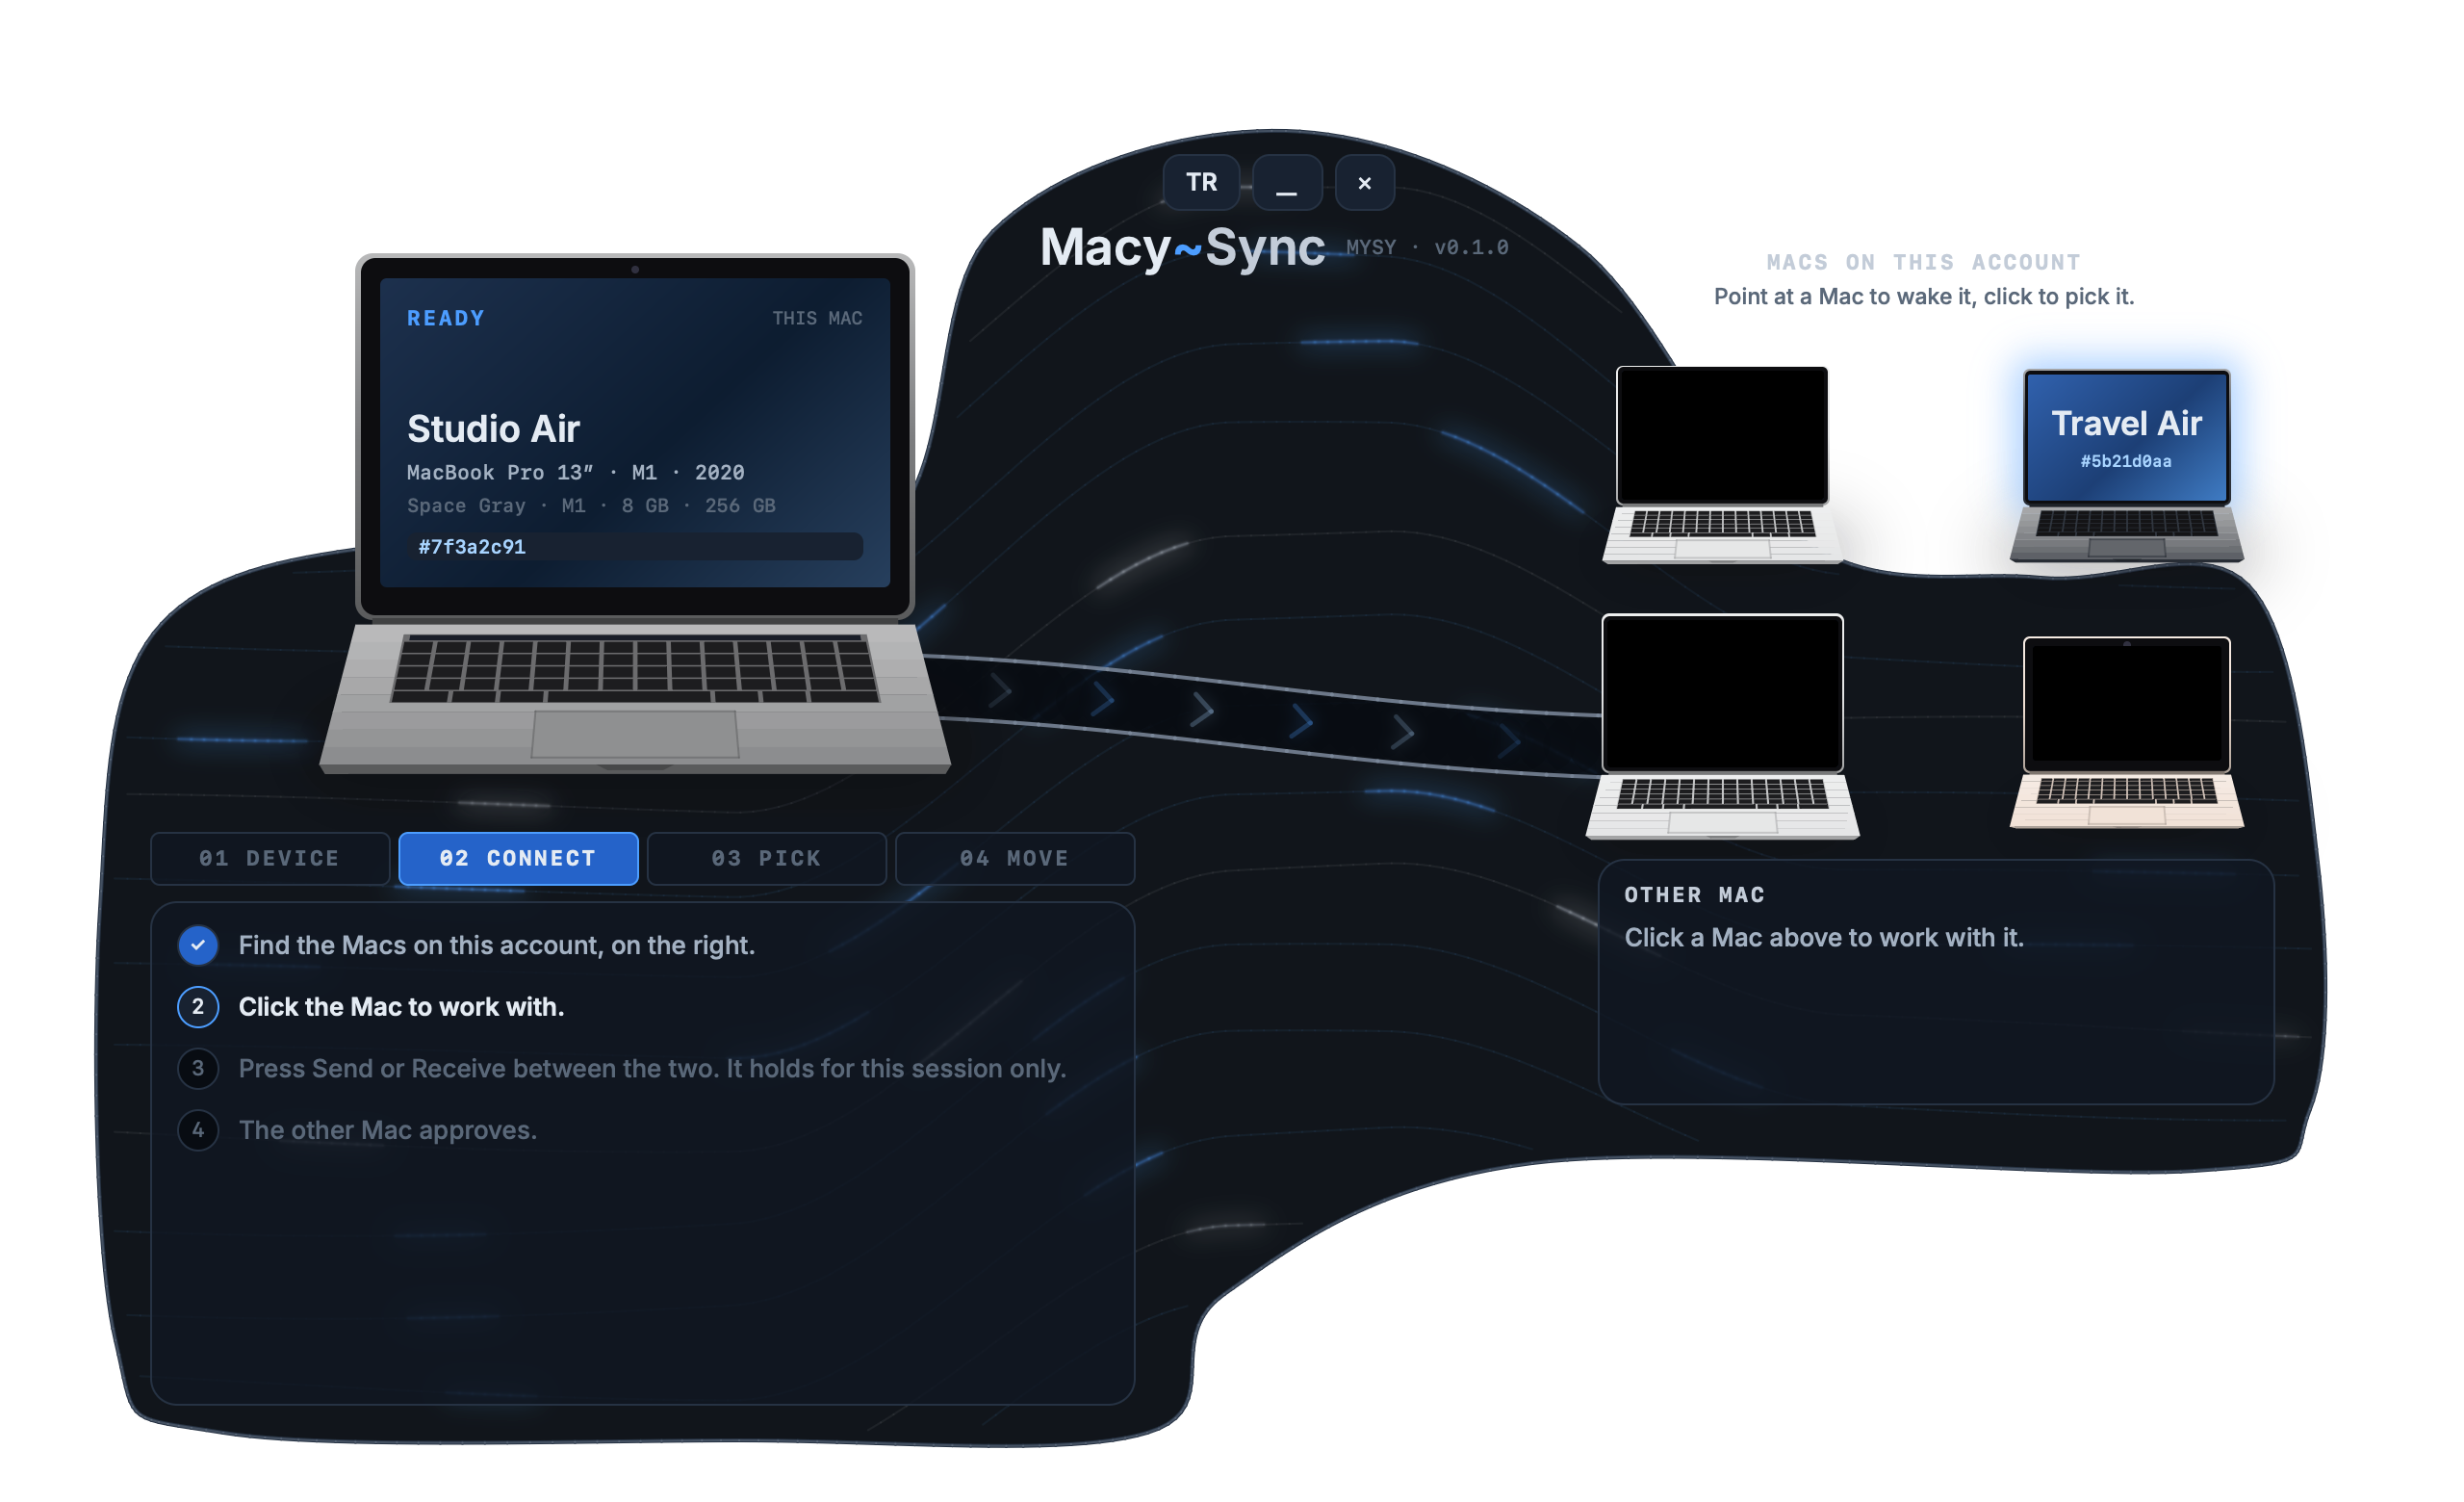 TR _ ×
Macy~Sync MYSY · v0.1.0
READY THIS MAC
Studio Air
MacBook Pro 13″ · M1 · 2020
Space Gray · M1 · 8 GB · 256 GB
#7f3a2c91
MACS ON THIS ACCOUNT
Point at a Mac to wake it, click to pick it.
Travel Air
#5b21d0aa
01 DEVICE 02 CONNECT 03 PICK 04 MOVE
Find the Macs on this account, on the right.
2 Click the Mac to work with.
3 Press Send or Receive between the two. It holds for this session only.
4 The other Mac approves.
OTHER MAC
Click a Mac above to work with it.